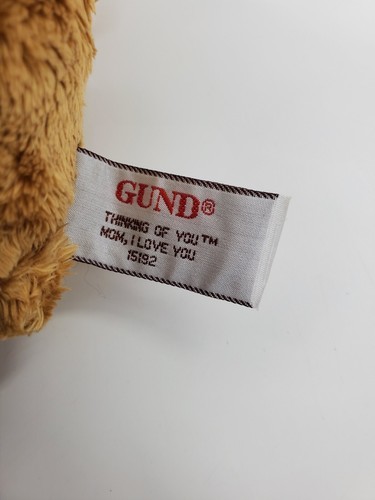 GUND®
THINKING OF YOU™
MOM, I LOVE YOU
15192